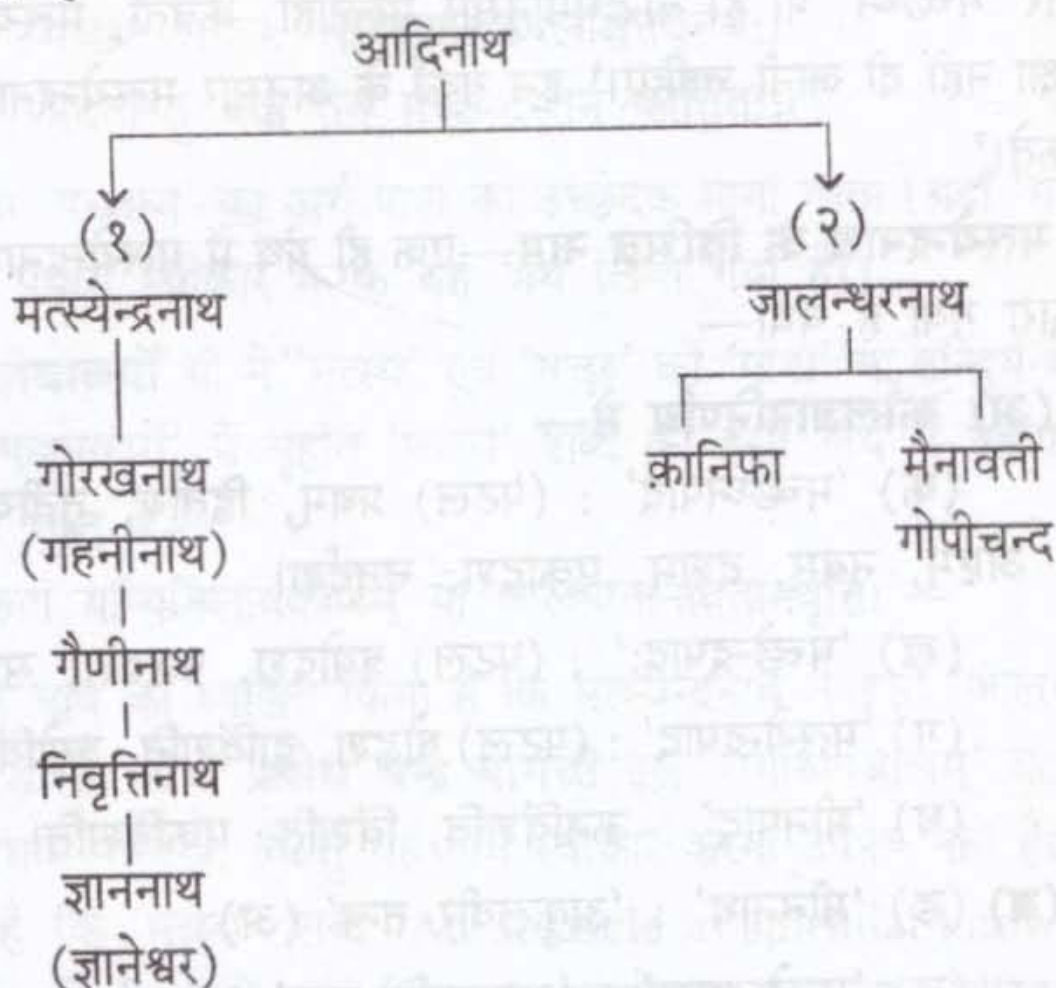 आदिनाथ
(१) (२)
मत्स्येन्द्रनाथ जालन्धरनाथ
गोरखनाथ क़ानिफा मैनावती
(गहनीनाथ) गोपीचन्द
गैणीनाथ
निवृत्तिनाथ
ज्ञाननाथ
(ज्ञानेश्वर)